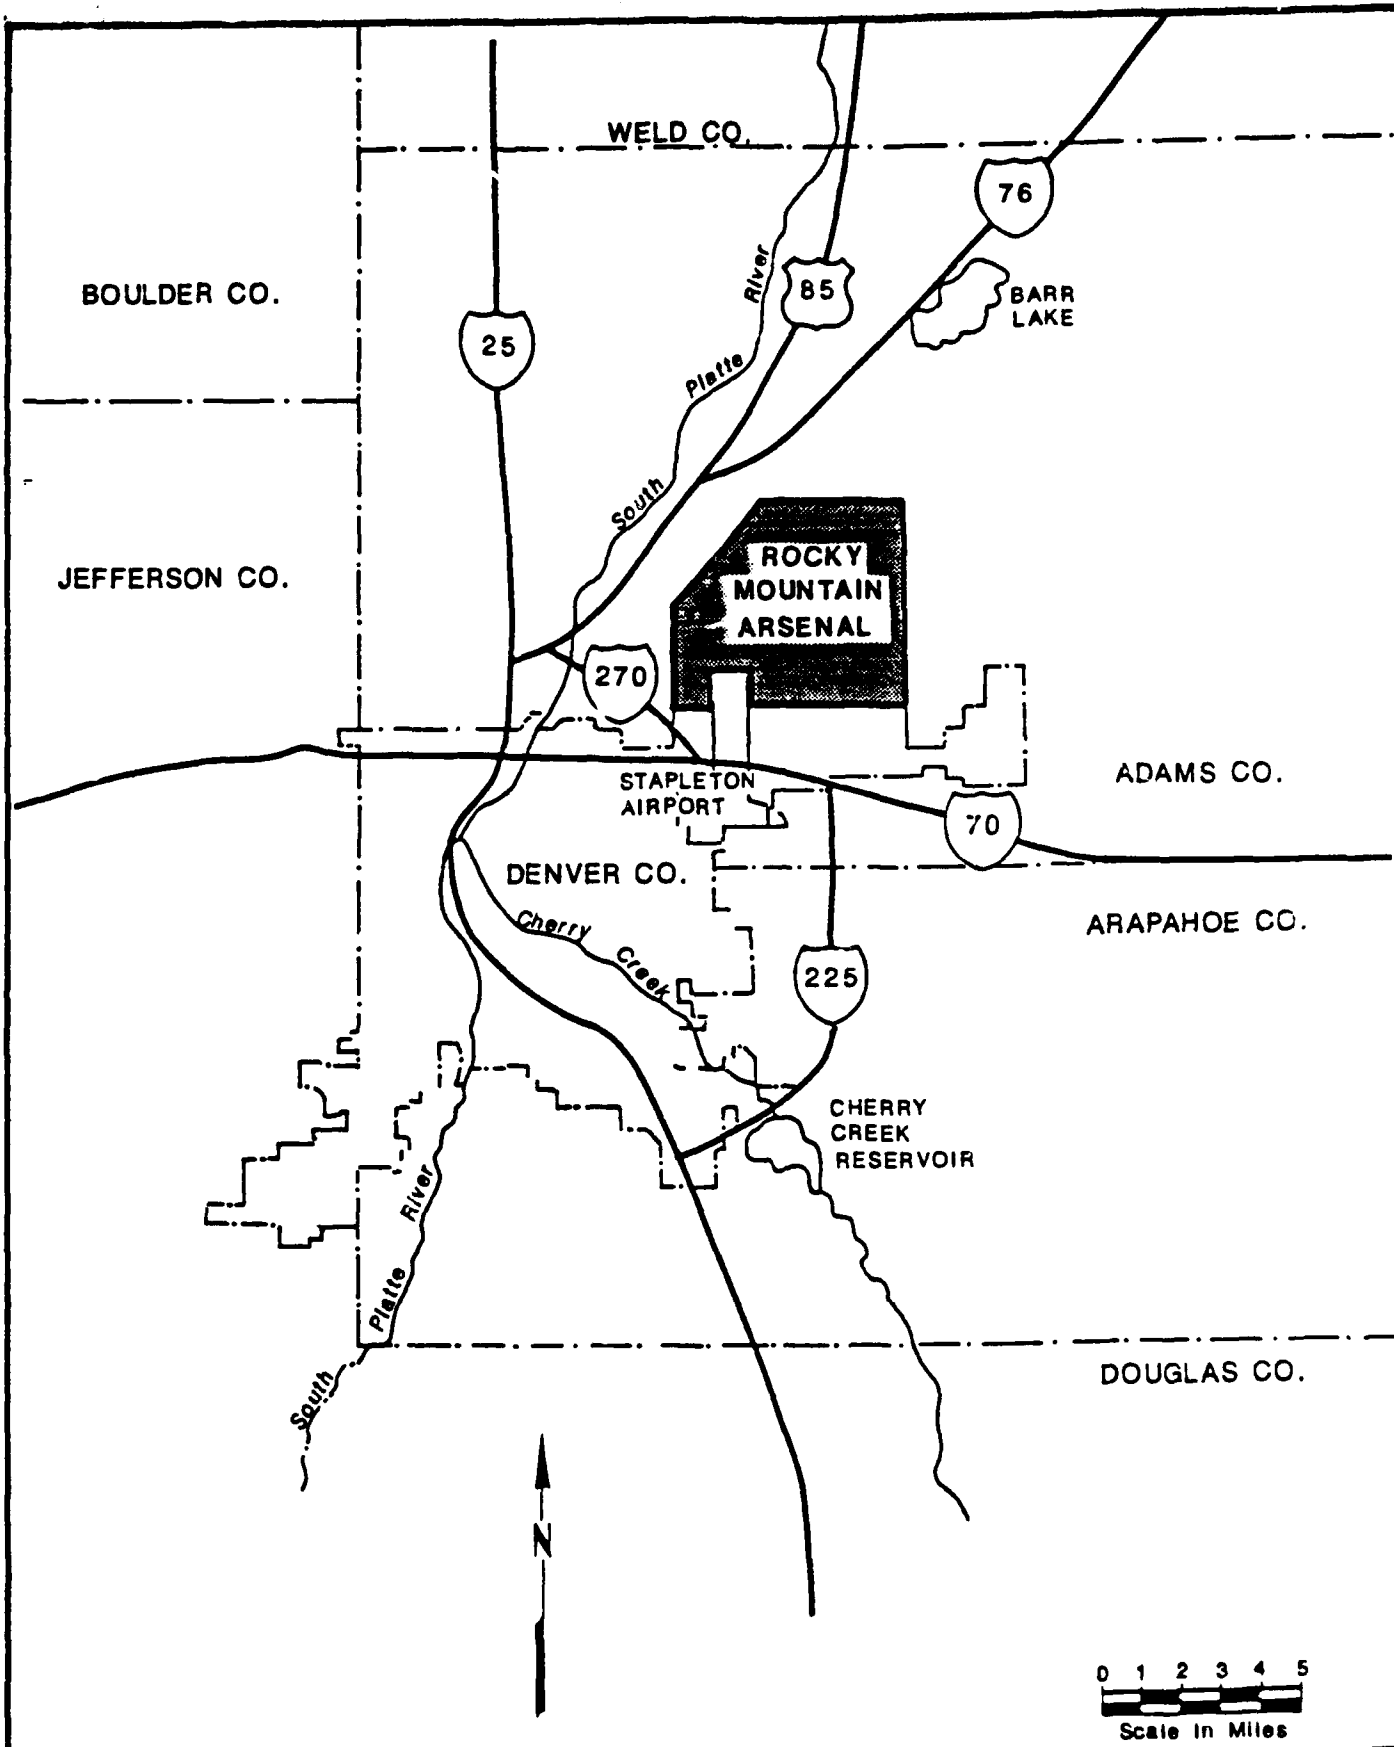 WELD CO.
76
River
BOULDER CO.
85
BARR
LAKE
25
Platte
South
ROCKY
MOUNTAIN
ARSENAL
JEFFERSON CO.
270
STAPLETON
AIRPORT
ADAMS CO.
70
DENVER CO.
Cherry
Creek
ARAPAHOE CO.
225
CHERRY
CREEK
RESERVOIR
River
Platte
South
DOUGLAS CO.
N
0 1 2 3 4 5
Scale in Miles